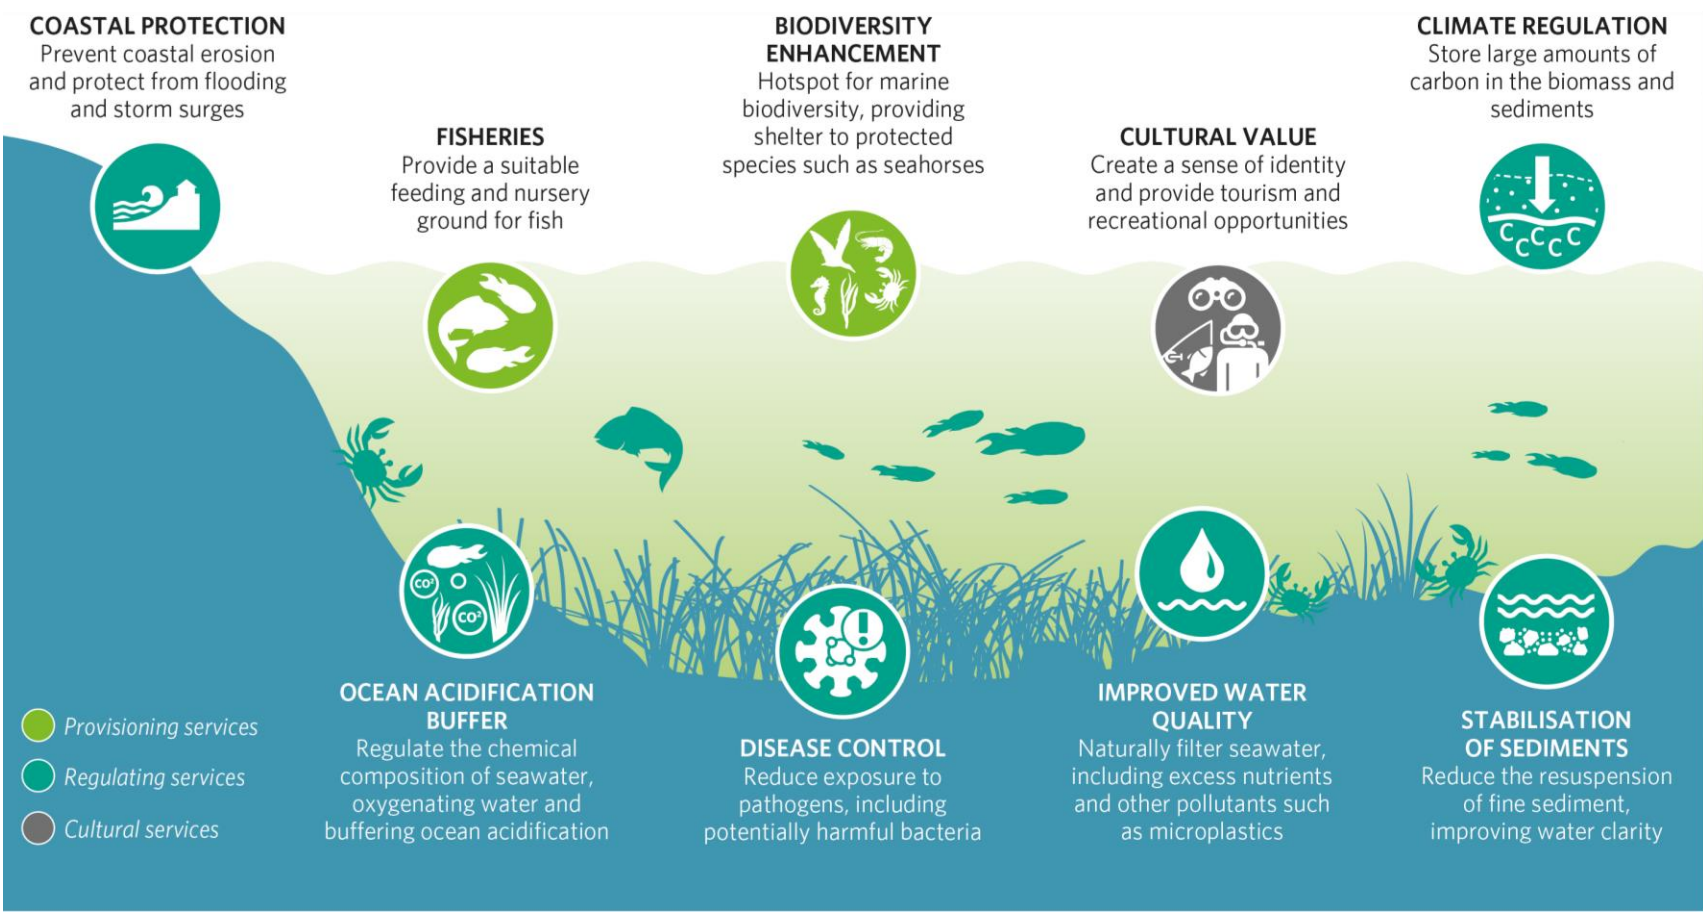 COASTAL PROTECTION
Prevent coastal erosion
and protect from flooding
and storm surges
FISHERIES
Provide a suitable
feeding and nursery
ground for fish
BIODIVERSITY
ENHANCEMENT
Hotspot for marine
biodiversity, providing
shelter to protected
species such as seahorses
CULTURAL VALUE
Create a sense of identity
and provide tourism and
recreational opportunities
CLIMATE REGULATION
Store large amounts of
carbon in the biomass and
sediments
C C C C C
CO²
CO²
OCEAN ACIDIFICATION
BUFFER
Regulate the chemical
composition of seawater,
oxygenating water and
buffering ocean acidification
!
DISEASE CONTROL
Reduce exposure to
pathogens, including
potentially harmful bacteria
IMPROVED WATER
QUALITY
Naturally filter seawater,
including excess nutrients
and other pollutants such
as microplastics
STABILISATION
OF SEDIMENTS
Reduce the resuspension
of fine sediment,
improving water clarity
Provisioning services
Regulating services
Cultural services